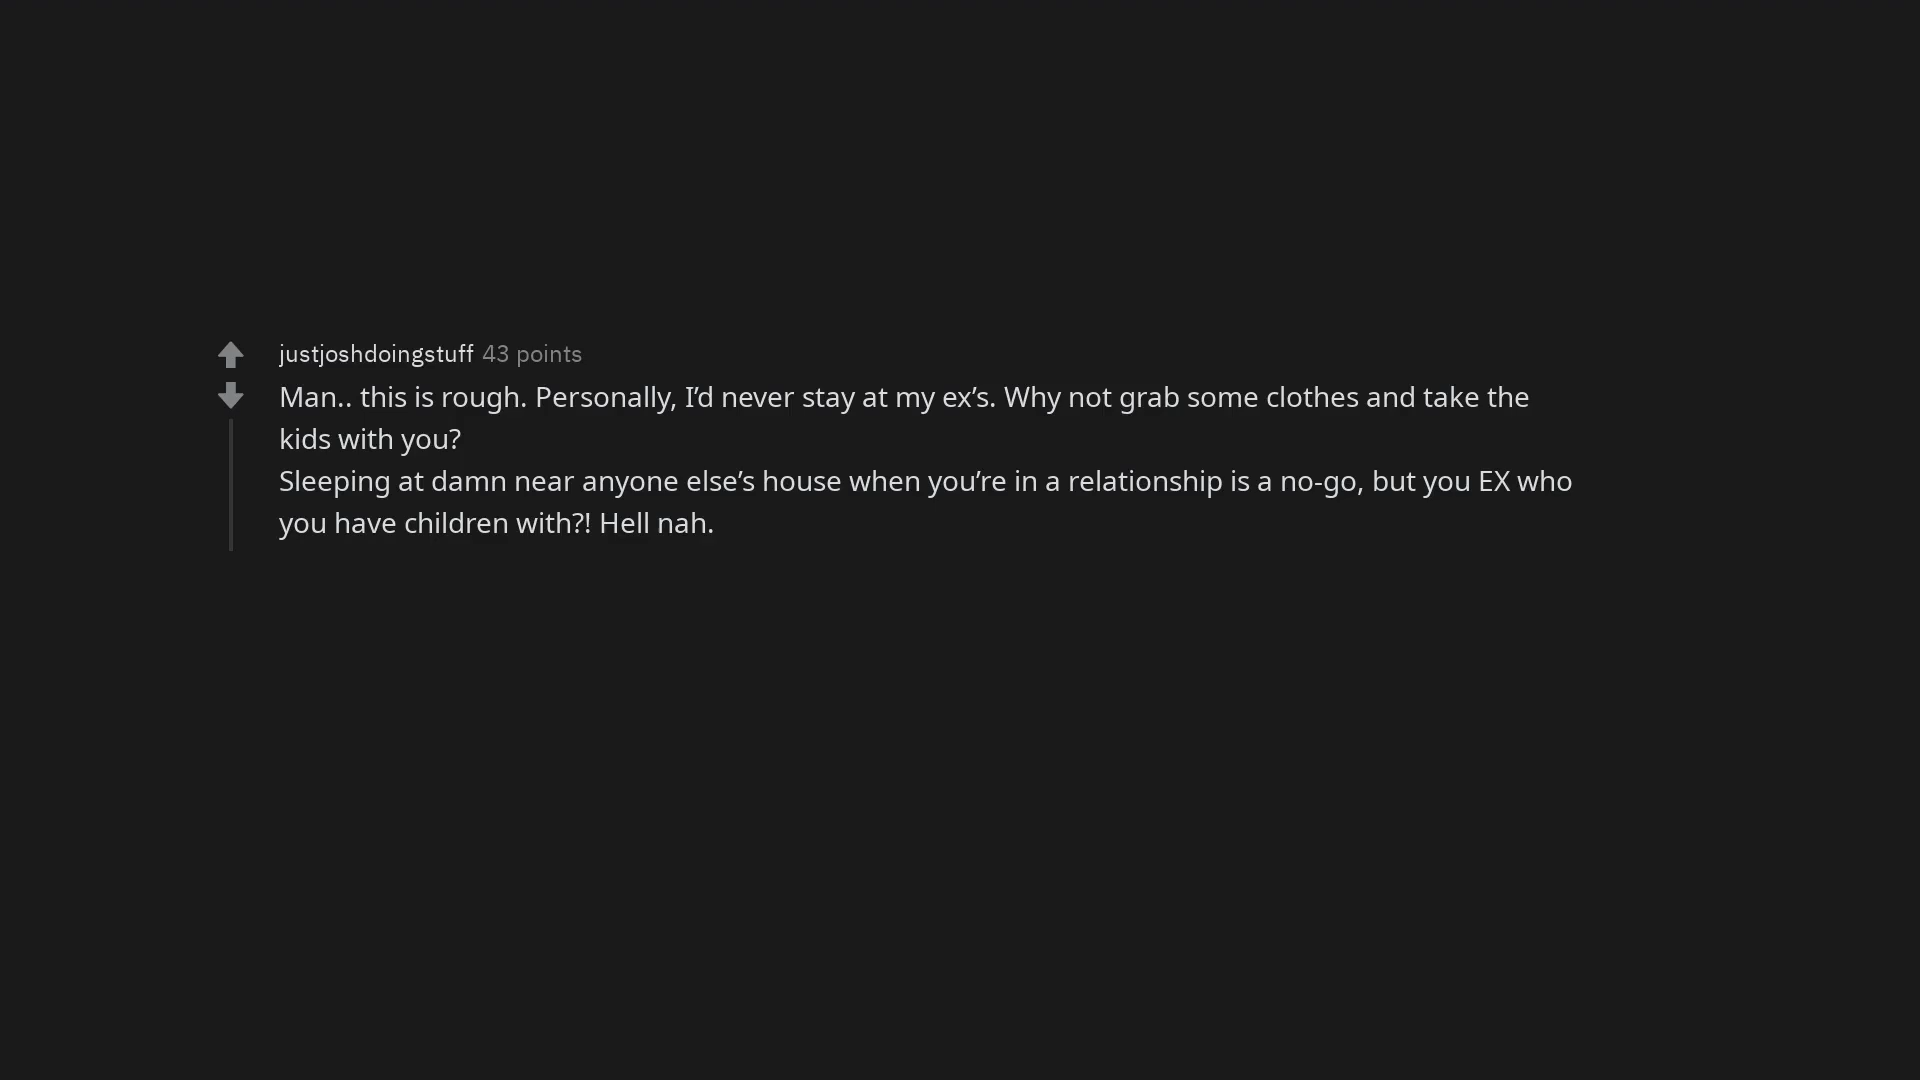 justjoshdoingstuff 43 points
Man.. this is rough. Personally, I’d never stay at my ex’s. Why not grab some clothes and take the
kids with you?
Sleeping at damn near anyone else’s house when you’re in a relationship is a no-go, but you EX who
you have children with?! Hell nah.